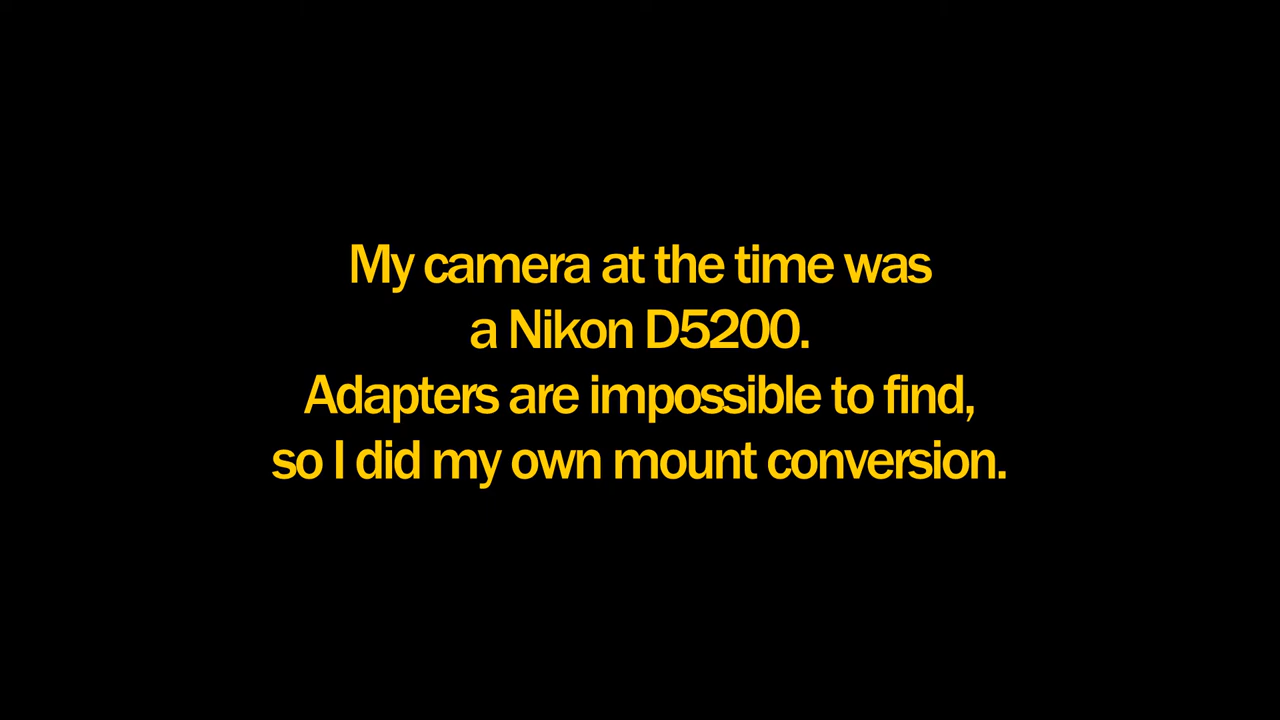 My camera at the time was
a Nikon D5200.
Adapters are impossible to find,
so I did my own mount conversion.